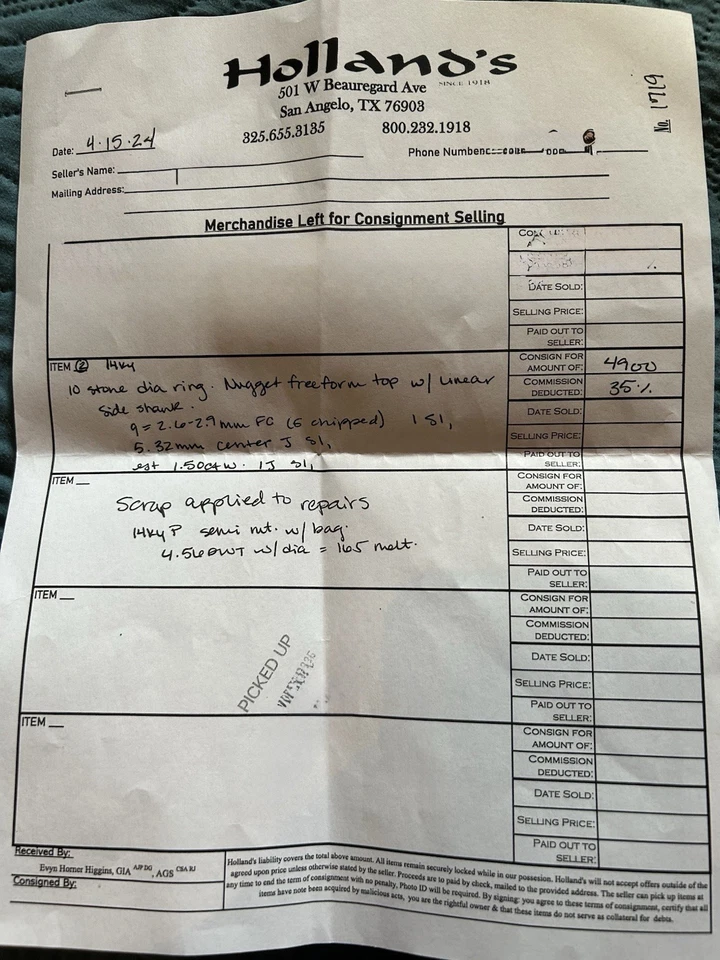 Holland's
SINCE 1918
501 W Beauregard Ave
San Angelo, TX 76903
325.655.3135 800.232.1918
No. 1719
Date: 4.15.24
Phone Number:
Seller's Name:
Mailing Address:
Merchandise Left for Consignment Selling
%
DATE SOLD:
SELLING PRICE:
PAID OUT TO SELLER:
ITEM 2 14ky
10 stone dia ring. Nugget freeform top w/ linear
side shank.
9 = 2.6-2.9mm FC (5 chipped) I SI,
5.32mm center J SI,
est 1.50ctw. IJ SI,
CONSIGN FOR AMOUNT OF: 4900
COMMISSION DEDUCTED: 35%
DATE SOLD:
SELLING PRICE:
PAID OUT TO SELLER:
ITEM
Scrap applied to repairs
14ky P semi mt. w/ bag.
4.56DWT w/ dia = 165 melt.
CONSIGN FOR AMOUNT OF:
COMMISSION DEDUCTED:
DATE SOLD:
SELLING PRICE:
PAID OUT TO SELLER:
ITEM
PICKED UP
CONSIGN FOR AMOUNT OF:
COMMISSION DEDUCTED:
DATE SOLD:
SELLING PRICE:
PAID OUT TO SELLER:
ITEM
CONSIGN FOR AMOUNT OF:
COMMISSION DEDUCTED:
DATE SOLD:
SELLING PRICE:
PAID OUT TO SELLER:
Received By:
Evyn Horner Higgins, GIA AJP DG, AGS CSA RJ
Consigned By:
Holland's liability covers the total above amount. All items remain securely locked while in our possesion. Holland's will not accept offers outside of the
agreed upon price unless otherwise stated by the seller. Proceeds are to paid by check, mailed to the provided address. The seller can pick up items at
any time to end the term of consignment with no penalty, Photo ID will be required. By signing: you agree to these terms of consignment, certify that all
items have note been acquired by malicious acts, you are the rightful owner & that these items do not serve as collateral for debts.